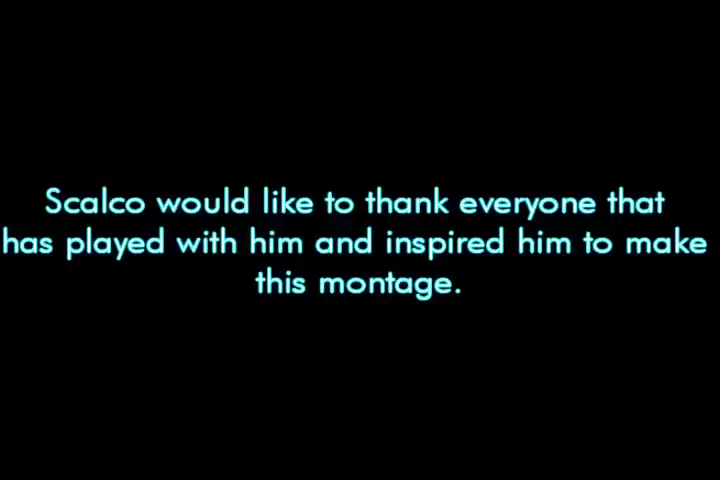 Scalco would like to thank everyone that
has played with him and inspired him to make
this montage.